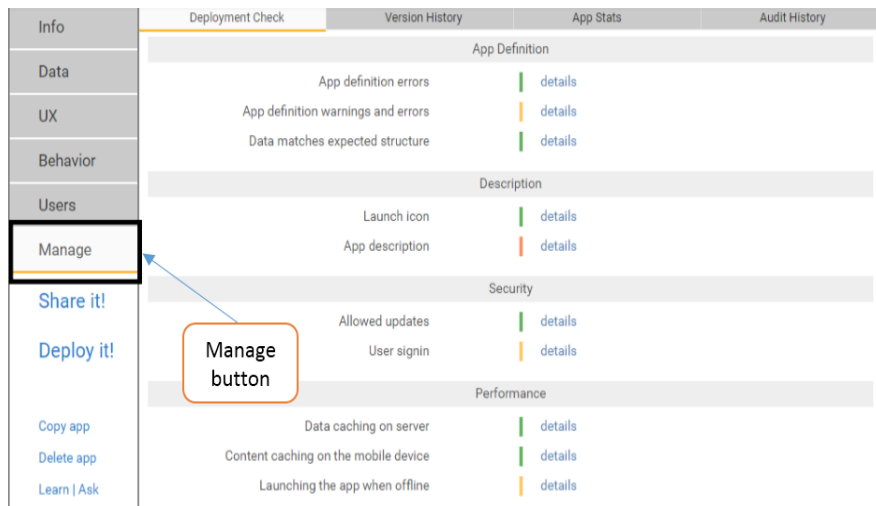 Info
Data
UX
Behavior
Users
Manage
Share it!
Deploy it!
Copy app
Delete app
Learn | Ask
Manage
button
Deployment Check Version History App Stats Audit History
App Definition
App definition errors details
App definition warnings and errors details
Data matches expected structure details
Description
Launch icon details
App description details
Security
Allowed updates details
User signin details
Performance
Data caching on server details
Content caching on the mobile device details
Launching the app when offline details